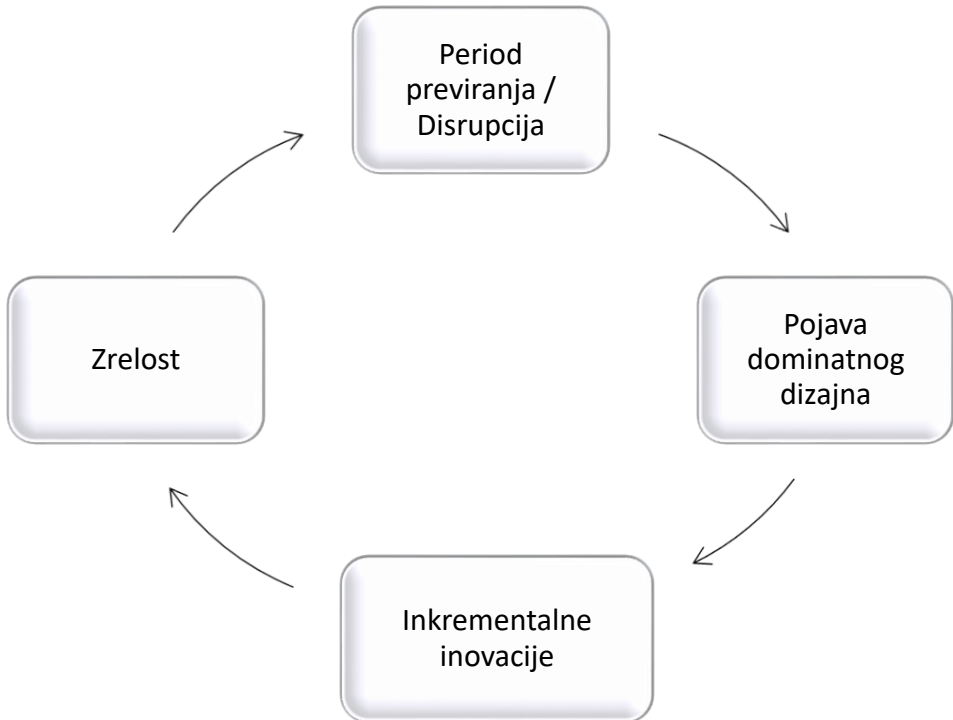 Period
previranja /
Disrupcija
Pojava
dominatnog
dizajna
Inkrementalne
inovacije
Zrelost